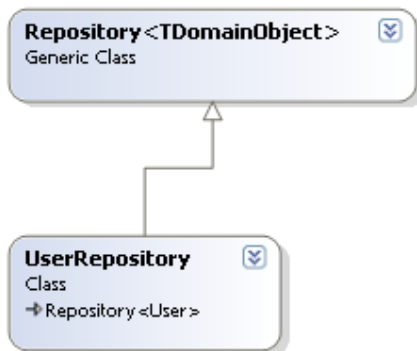 Repository<TDomainObject>
Generic Class
UserRepository
Class
Repository<User>